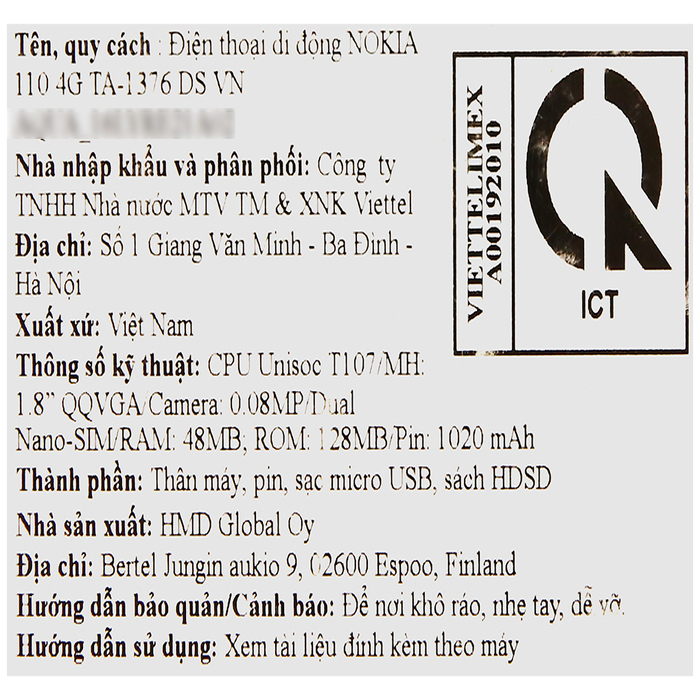 Tên, quy cách : Điện thoại di động NOKIA
110 4G TA-1376 DS VN
Nhà nhập khẩu và phân phối: Công ty
TNHH Nhà nước MTV TM & XNK Viettel
Địa chỉ: Số 1 Giang Văn Minh - Ba Đình -
Hà Nội
Xuất xứ: Việt Nam
Thông số kỹ thuật: CPU Unisoc T107/MH:
1.8” QQVGA/Camera: 0.08MP/Dual
Nano-SIM/RAM: 48MB; ROM: 128MB/Pin: 1020 mAh
Thành phần: Thân máy, pin, sạc micro USB, sách HDSD
Nhà sản xuất: HMD Global Oy
Địa chỉ: Bertel Jungin aukio 9, 02600 Espoo, Finland
Hướng dẫn bảo quản/Cảnh báo: Để nơi khô ráo, nhẹ tay, dễ vỡ.
Hướng dẫn sử dụng: Xem tài liệu đính kèm theo máy
VIETTELIMEX
A00192010
ICT